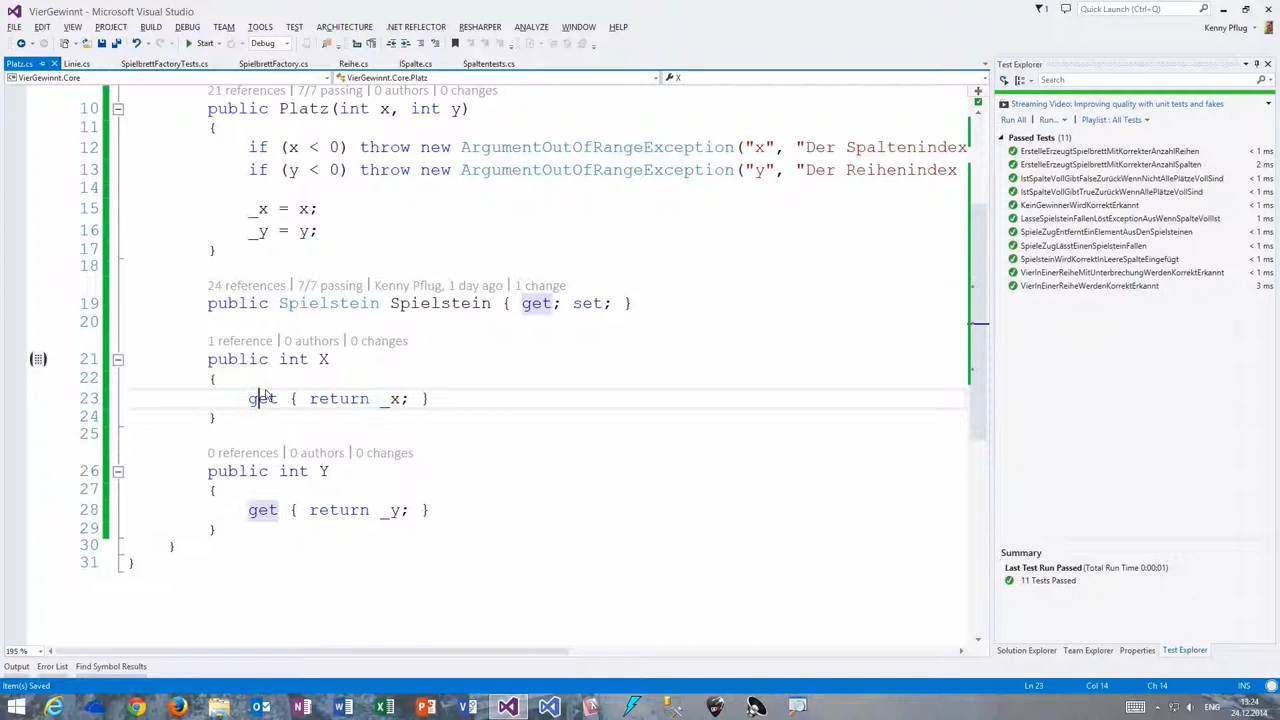 VierGewinnt - Microsoft Visual Studio
1
Quick Launch (Ctrl+Q)
FILE EDIT VIEW PROJECT BUILD DEBUG TEAM TOOLS TEST ARCHITECTURE .NET REFLECTOR RESHARPER ANALYZE WINDOW HELP
Kenny Pflug
Start
Debug
Platz.cs Linie.cs SpielbrettFactoryTests.cs SpielbrettFactory.cs Reihe.cs ISpalte.cs Spaltentests.cs
VierGewinnt.Core
VierGewinnt.Core.Platz
X
21 references | 7/7 passing | 0 authors | 0 changes
10 public Platz(int x, int y)
11 {
12 if (x < 0) throw new ArgumentOutOfRangeException("x", "Der Spaltenindex
13 if (y < 0) throw new ArgumentOutOfRangeException("y", "Der Reihenindex
14
15 _x = x;
16 _y = y;
17 }
18
24 references | 7/7 passing | Kenny Pflug, 1 day ago | 1 change
19 public Spielstein Spielstein { get; set; }
20
1 reference | 0 authors | 0 changes
21 public int X
22 {
23 get { return _x; }
24 }
25
0 references | 0 authors | 0 changes
26 public int Y
27 {
28 get { return _y; }
29 }
30 }
31 }
195 %
Test Explorer
Search
Streaming Video: Improving quality with unit tests and fakes
Run All Run... Playlist : All Tests
Passed Tests (11)
ErstelleErzeugtSpielbrettMitKorrekterAnzahlReihen < 1 ms
ErstelleErzeugtSpielbrettMitKorrekterAnzahlSpalten 2 ms
IstSpalteVollGibtFalseZurückWennNichtAllePlätzeVollSind < 1 ms
IstSpalteVollGibtTrueZurückWennAllePlätzeVollSind < 1 ms
KeinGewinnerWirdKorrektErkannt < 1 ms
LasseSpielsteinFallenLöstExceptionAusWennSpalteVollIst 1 ms
SpieleZugEntferntEinElementAusDenSpielsteinen < 1 ms
SpieleZugLässtEinenSpielsteinFallen < 1 ms
SpielsteinWirdKorrektInLeereSpalteEingefügt < 1 ms
VierInEinerReiheMitUnterbrechungWerdenKorrektErkannt < 1 ms
VierInEinerReiheWerdenKorrektErkannt 3 ms
Summary
Last Test Run Passed (Total Run Time 0:00:01)
11 Tests Passed
Solution Explorer Team Explorer Properties Test Explorer
Output Error List Find Symbol Results
Item(s) Saved
Ln 23 Col 14 Ch 14 INS
ENG
13:24
24.12.2014